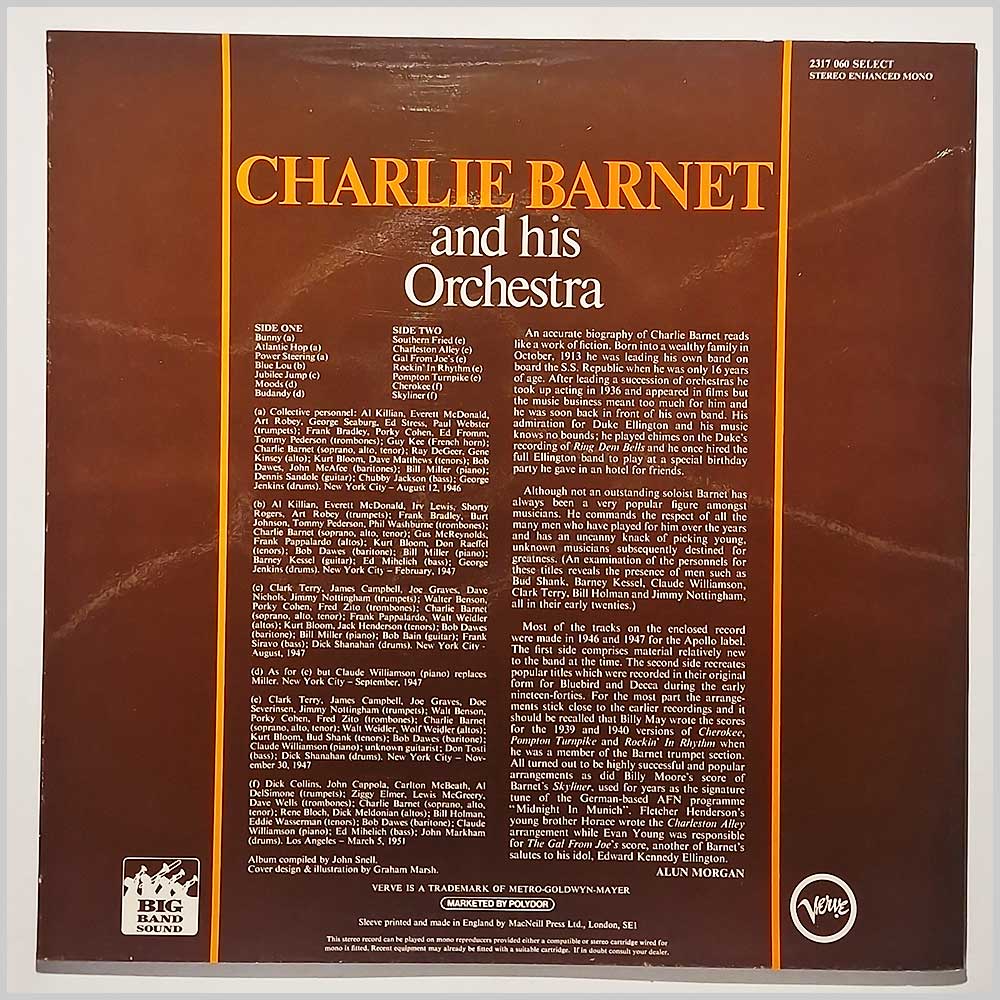 2317 060 SELECT
STEREO ENHANCED MONO
CHARLIE BARNET
and his
Orchestra
SIDE ONE
Bunny (a)
Atlantic Hop (a)
Power Steering (a)
Blue Lou (b)
Jubilee Jump (c)
Moods (d)
Budandy (d)
SIDE TWO
Southern Fried (e)
Charleston Alley (e)
Gal From Joe's (e)
Rockin' In Rhythm (e)
Pompton Turnpike (e)
Cherokee (f)
Skyliner (f)
(a) Collective personnel: Al Killian, Everett McDonald,
Art Robey, George Seaburg, Ed Stress, Paul Webster
(trumpets); Frank Bradley, Porky Cohen, Ed Fromm,
Tommy Pederson (trombones); Guy Kee (French horn);
Charlie Barnet (soprano, alto, tenor); Ray DeGeer, Gene
Kinsey (alto); Kurt Bloom, Dave Matthews (tenors); Bob
Dawes, John McAfee (baritones); Bill Miller (piano);
Dennis Sandole (guitar); Chubby Jackson (bass); George
Jenkins (drums). New York City – August 12, 1946
(b) Al Killian, Everett McDonald, Irv Lewis, Shorty
Rogers, Art Robey (trumpets); Frank Bradley, Burt
Johnson, Tommy Pederson, Phil Washburne (trombones);
Charlie Barnet (soprano, alto, tenor); Gus McReynolds,
Frank Pappalardo (altos); Kurt Bloom, Don Raeffel
(tenors); Bob Dawes (baritone); Bill Miller (piano);
Barney Kessel (guitar); Ed Mihelich (bass); George
Jenkins (drums). New York City – February, 1947
(c) Clark Terry, James Campbell, Joe Graves, Dave
Nichols, Jimmy Nottingham (trumpets); Walter Benson,
Porky Cohen, Fred Zito (trombones); Charlie Barnet
(soprano, alto, tenor); Frank Pappalardo, Walt Weidler
(altos); Kurt Bloom, Jack Henderson (tenors); Bob Dawes
(baritone); Bill Miller (piano); Bob Bain (guitar); Frank
Siravo (bass); Dick Shanahan (drums). New York City -
August, 1947
(d) As for (c) but Claude Williamson (piano) replaces
Miller. New York City – September, 1947
(e) Clark Terry, James Campbell, Joe Graves, Doc
Severinsen, Jimmy Nottingham (trumpets); Walt Benson,
Porky Cohen, Fred Zito (trombones); Charlie Barnet
(soprano, alto, tenor); Walt Weidler, Wolf Weidler (altos);
Kurt Bloom, Bud Shank (tenors); Bob Dawes (baritone);
Claude Williamson (piano); unknown guitarist; Don Tosti
(bass); Dick Shanahan (drums). New York City – Nov-
ember 30, 1947
(f) Dick Collins, John Cappola, Carlton McBeath, Al
DelSimone (trumpets); Ziggy Elmer, Lewis McGreery,
Dave Wells (trombones); Charlie Barnet (soprano, alto,
tenor); Rene Bloch, Dick Meldonian (altos); Bill Holman,
Eddie Wasserman (tenors); Bob Dawes (baritone); Claude
Williamson (piano); Ed Mihelich (bass); John Markham
(drums). Los Angeles – March 5, 1951
Album compiled by John Snell.
Cover design & illustration by Graham Marsh.
An accurate biography of Charlie Barnet reads
like a work of fiction. Born into a wealthy family in
October, 1913 he was leading his own band on
board the S.S. Republic when he was only 16 years
of age. After leading a succession of orchestras he
took up acting in 1936 and appeared in films but
the music business meant too much for him and
he was soon back in front of his own band. His
admiration for Duke Ellington and his music
knows no bounds; he played chimes on the Duke's
recording of Ring Dem Bells and he once hired the
full Ellington band to play at a special birthday
party he gave in an hotel for friends.
Although not an outstanding soloist Barnet has
always been a very popular figure amongst
musicians. He commands the respect of all the
many men who have played for him over the years
and has an uncanny knack of picking young,
unknown musicians subsequently destined for
greatness. (An examination of the personnels for
these titles reveals the presence of men such as
Bud Shank, Barney Kessel, Claude Williamson,
Clark Terry, Bill Holman and Jimmy Nottingham,
all in their early twenties.)
Most of the tracks on the enclosed record
were made in 1946 and 1947 for the Apollo label.
The first side comprises material relatively new
to the band at the time. The second side recreates
popular titles which were recorded in their original
form for Bluebird and Decca during the early
nineteen-forties. For the most part the arrange-
ments stick close to the earlier recordings and it
should be recalled that Billy May wrote the scores
for the 1939 and 1940 versions of Cherokee,
Pompton Turnpike and Rockin' In Rhythm when
he was a member of the Barnet trumpet section.
All turned out to be highly successful and popular
arrangements as did Billy Moore's score of
Barnet's Skyliner, used for years as the signature
tune of the German-based AFN programme
"Midnight In Munich". Fletcher Henderson's
young brother Horace wrote the Charleston Alley
arrangement while Evan Young was responsible
for The Gal From Joe's score, another of Barnet's
salutes to his idol, Edward Kennedy Ellington.
ALUN MORGAN
BIG
BAND
SOUND
VERVE IS A TRADEMARK OF METRO-GOLDWYN-MAYER
MARKETED BY POLYDOR
Sleeve printed and made in England by MacNeill Press Ltd., London, SE1
This stereo record can be played on mono reproducers provided either a compatible or stereo cartridge wired for
mono is fitted. Recent equipment may already be fitted with a suitable cartridge. If in doubt consult your dealer.
Verve